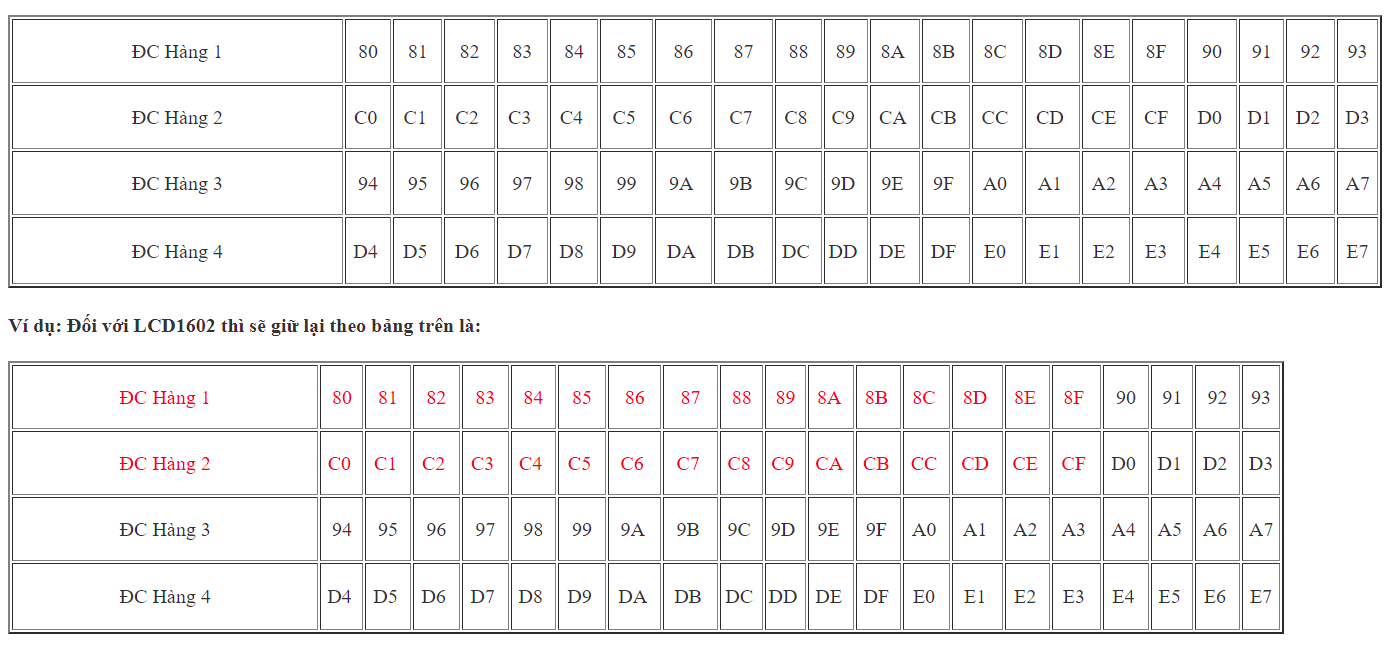 ĐC Hàng 1 80 81 82 83 84 85 86 87 88 89 8A 8B 8C 8D 8E 8F 90 91 92 93
ĐC Hàng 2 C0 C1 C2 C3 C4 C5 C6 C7 C8 C9 CA CB CC CD CE CF D0 D1 D2 D3
ĐC Hàng 3 94 95 96 97 98 99 9A 9B 9C 9D 9E 9F A0 A1 A2 A3 A4 A5 A6 A7
ĐC Hàng 4 D4 D5 D6 D7 D8 D9 DA DB DC DD DE DF E0 E1 E2 E3 E4 E5 E6 E7
Ví dụ: Đối với LCD1602 thì sẽ giữ lại theo bảng trên là:
ĐC Hàng 1 80 81 82 83 84 85 86 87 88 89 8A 8B 8C 8D 8E 8F 90 91 92 93
ĐC Hàng 2 C0 C1 C2 C3 C4 C5 C6 C7 C8 C9 CA CB CC CD CE CF D0 D1 D2 D3
ĐC Hàng 3 94 95 96 97 98 99 9A 9B 9C 9D 9E 9F A0 A1 A2 A3 A4 A5 A6 A7
ĐC Hàng 4 D4 D5 D6 D7 D8 D9 DA DB DC DD DE DF E0 E1 E2 E3 E4 E5 E6 E7